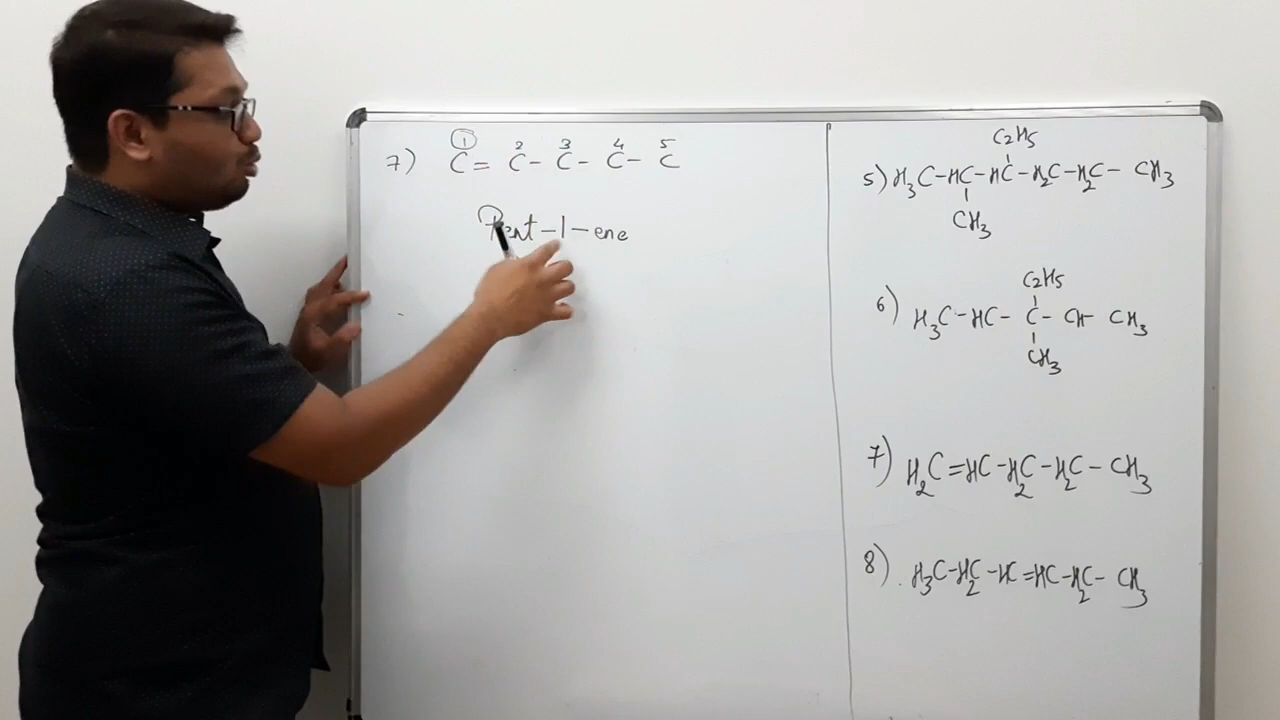 7) C = C - C - C - C
1 2 3 4 5
Pent-1-ene
C2H5
5) H3C-HC-HC-H2C-H2C-CH3
CH3
C2H5
6) H3C-HC-C-CH-CH3
CH3
7) H2C=HC-H2C-H2C-CH3
8) H3C-H2C-HC=HC-H2C-CH3